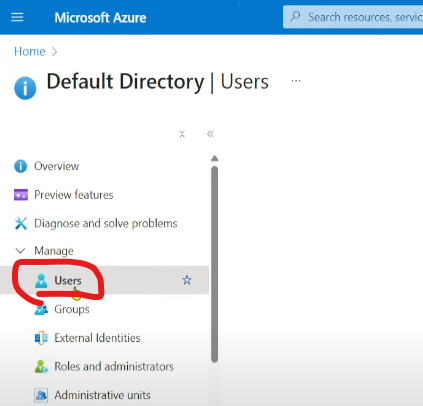 Microsoft Azure
Search resources, servic
Home >
Default Directory | Users ...
Overview
Preview features
Diagnose and solve problems
Manage
Users
Groups
External Identities
Roles and administrators
Administrative units